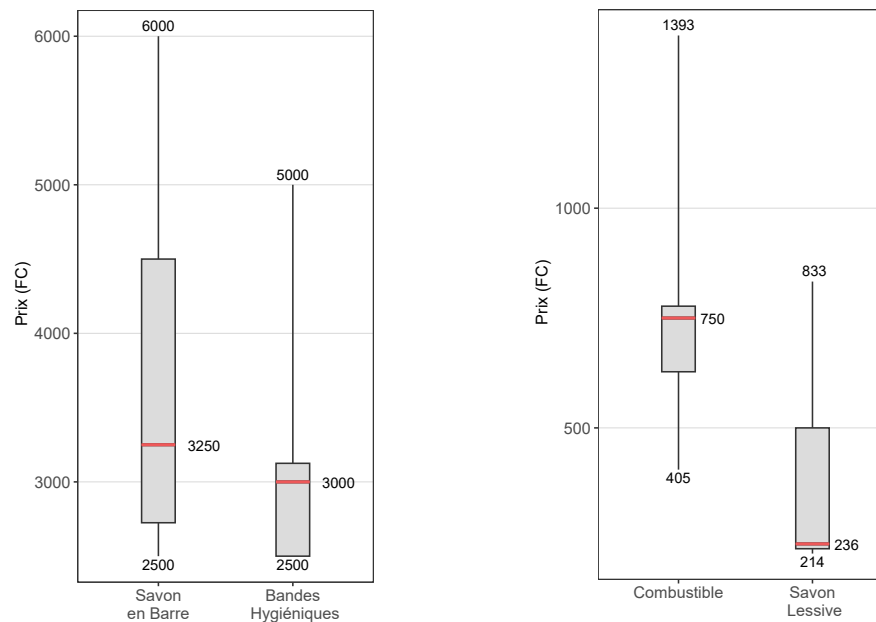 6000
5000
4000
3000
Prix (FC)
6000
3250
2500
5000
3000
2500
Savon
en Barre
Bandes
Hygiéniques
1000
500
Prix (FC)
1393
750
405
833
236
214
Combustible
Savon
Lessive